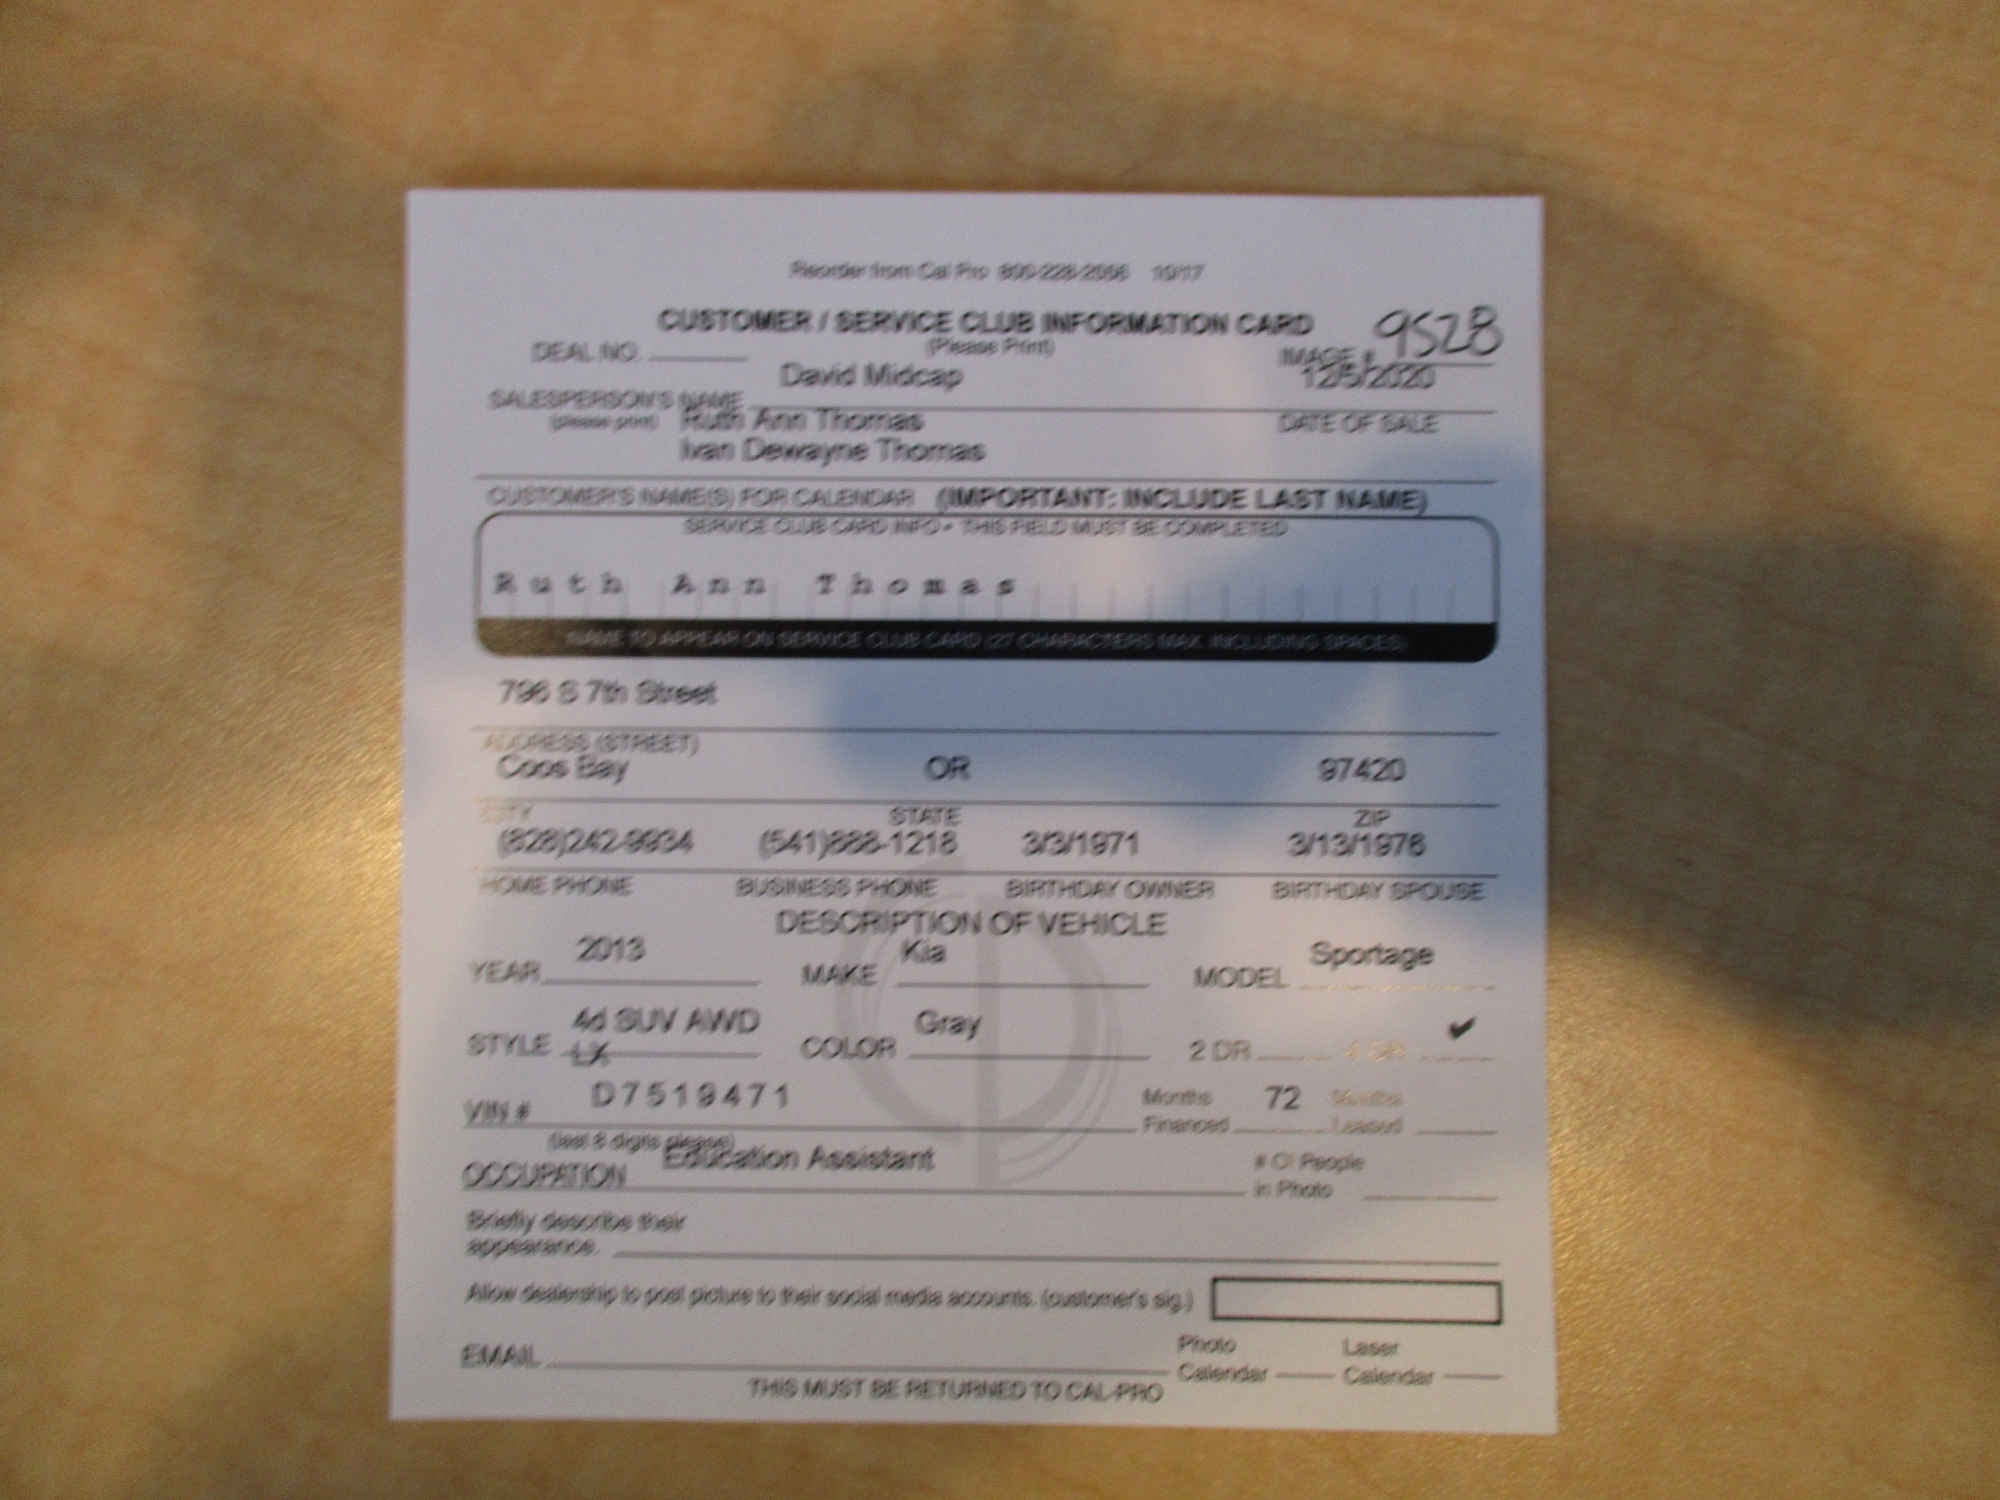 Reorder from Cal Pro 800-228-2556 10/17
CUSTOMER / SERVICE CLUB INFORMATION CARD
(Please Print)
DEAL NO.
IMAGE # 9528
David Midcap 12/5/2020
SALESPERSON'S NAME
(please print)
DATE OF SALE
Ruth Ann Thomas
Ivan Dewayne Thomas
CUSTOMER'S NAME(S) FOR CALENDAR (IMPORTANT: INCLUDE LAST NAME)
SERVICE CLUB CARD INFO - THIS FIELD MUST BE COMPLETED
Ruth Ann Thomas
NAME TO APPEAR ON SERVICE CLUB CARD (27 CHARACTERS MAX. INCLUDING SPACES)
796 S 7th Street
ADDRESS (STREET)
Coos Bay OR 97420
CITY STATE ZIP
(828)242-9934 (541)888-1218 3/3/1971 3/13/1976
HOME PHONE BUSINESS PHONE BIRTHDAY OWNER BIRTHDAY SPOUSE
DESCRIPTION OF VEHICLE
YEAR 2013 MAKE Kia MODEL Sportage
STYLE 4d SUV AWD LX COLOR Gray 2 DR 4 DR ✔
VIN # D7519471 Months Financed 72 Months Leased
(last 8 digits please)
OCCUPATION Education Assistant # Of People in Photo
Briefly describe their
appearance.
Allow dealership to post picture to their social media accounts. (customer's sig.)
EMAIL Photo Calendar Laser Calendar
THIS MUST BE RETURNED TO CAL-PRO